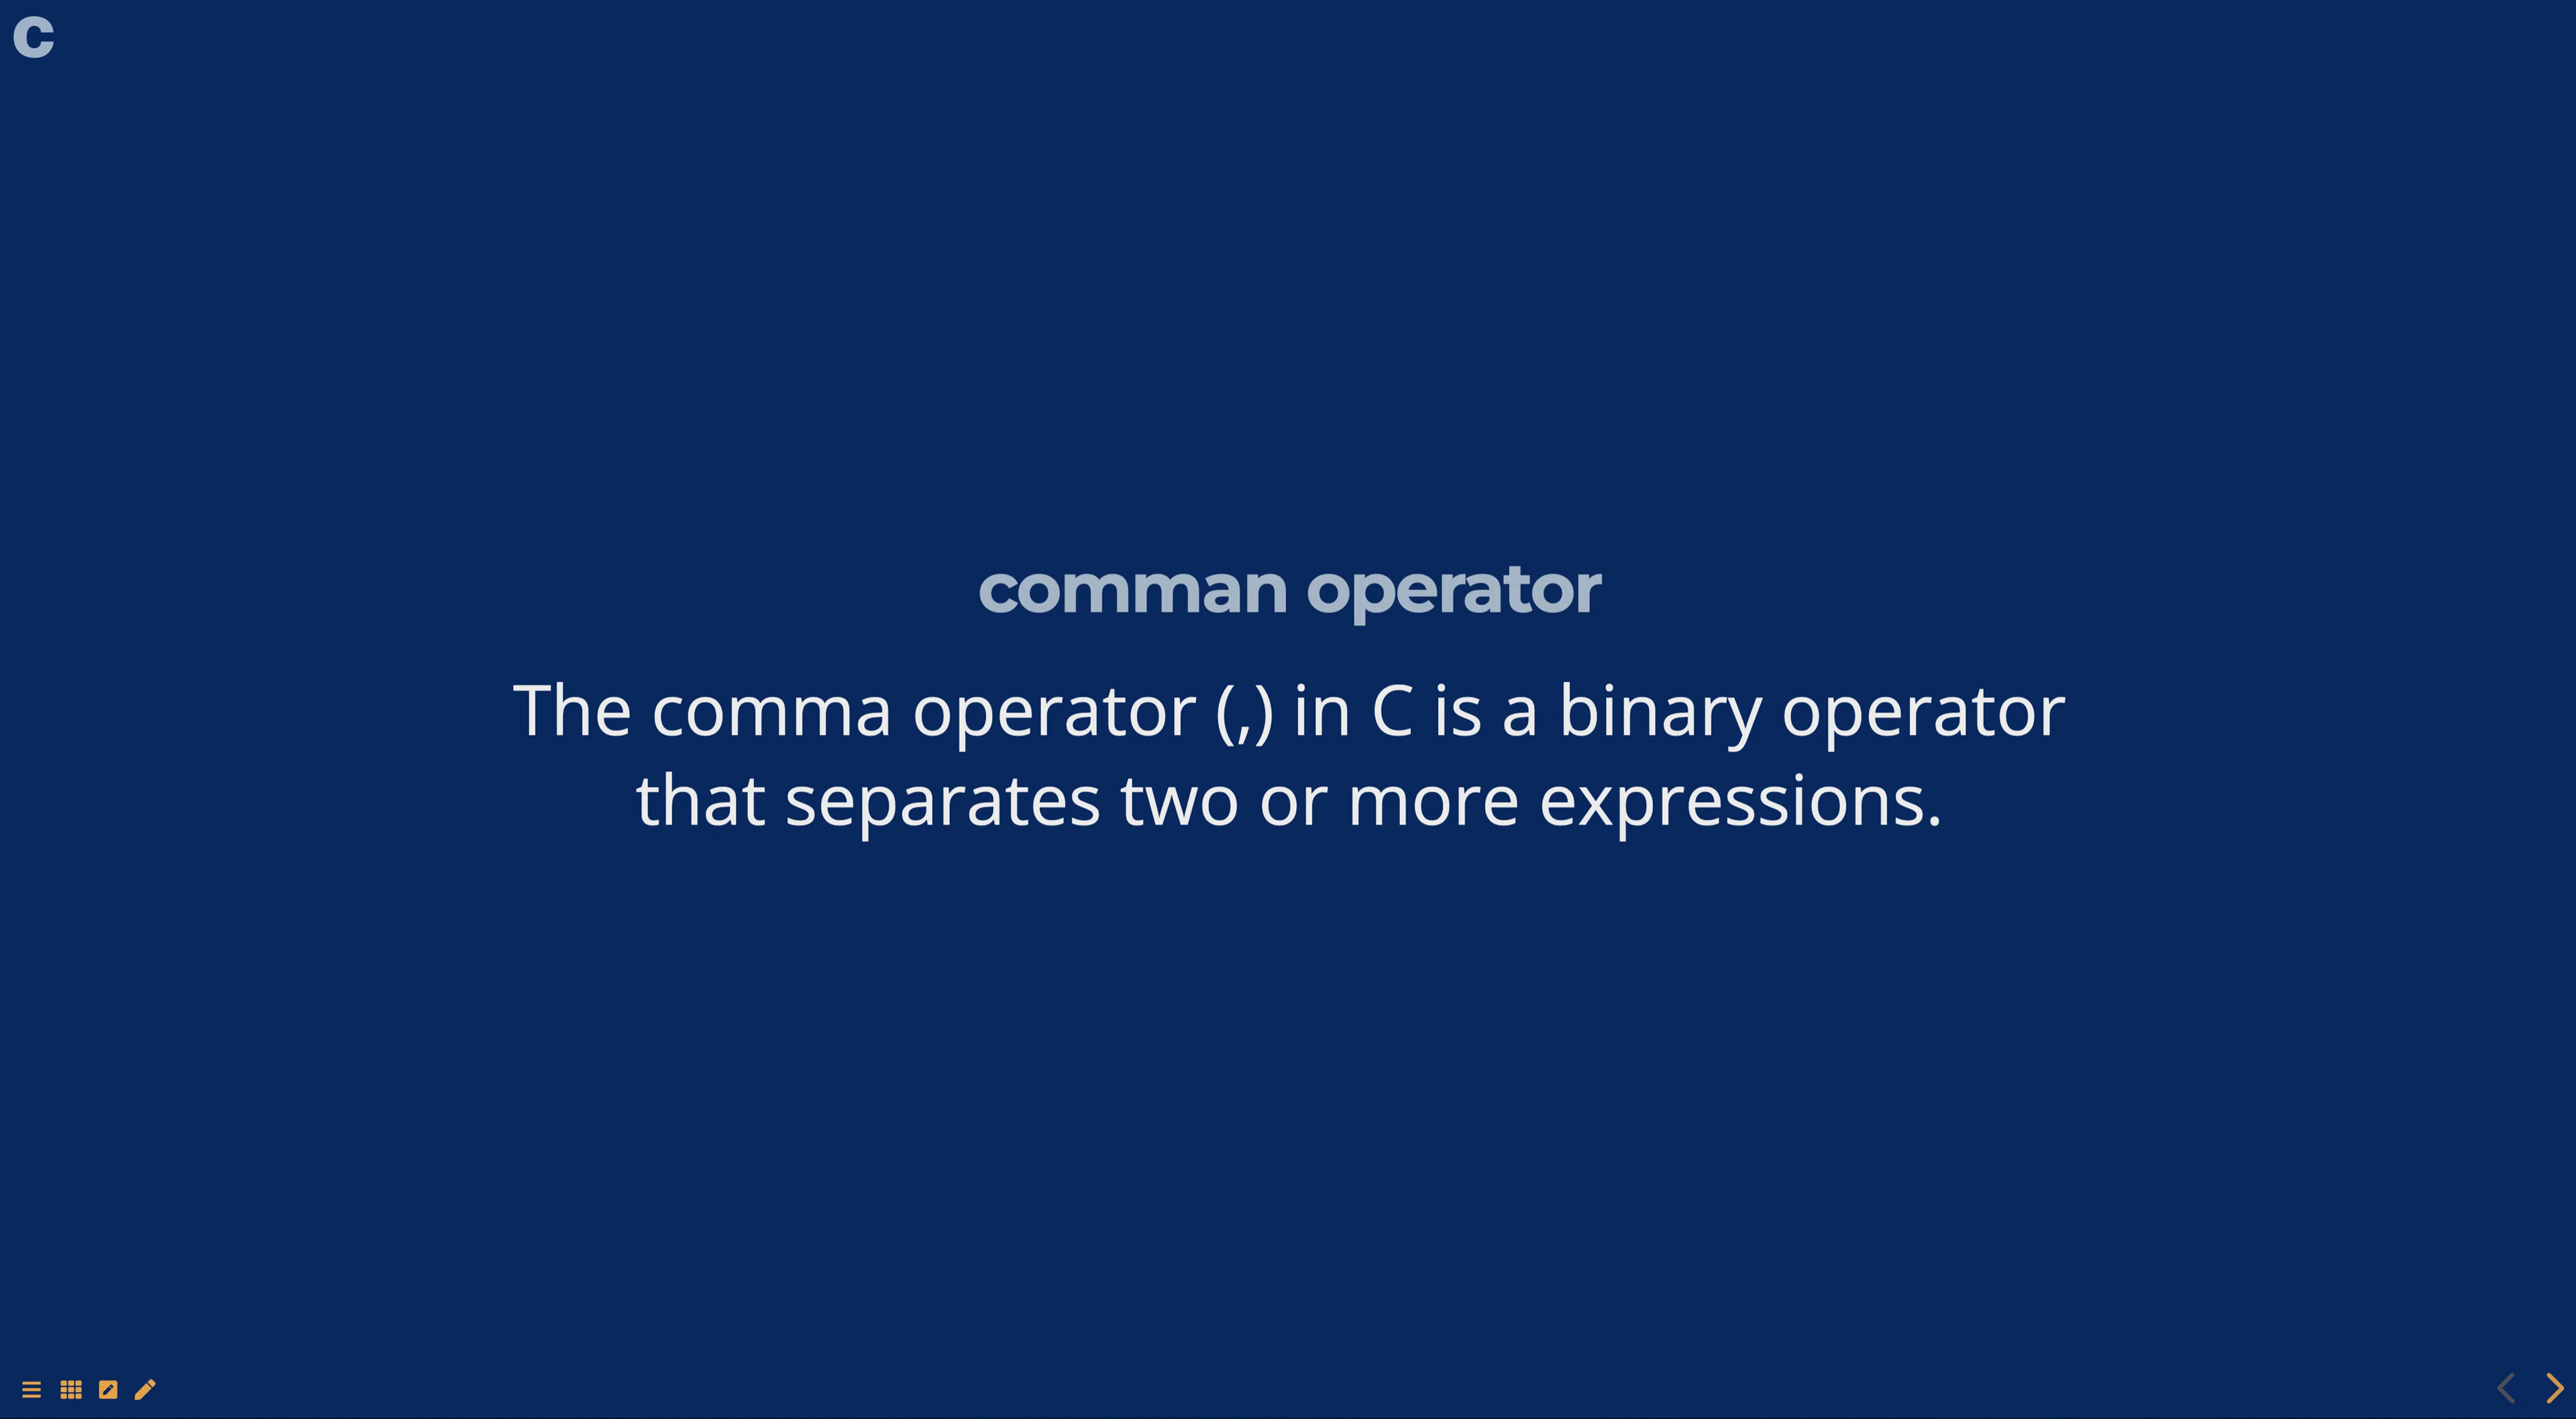 c
comman operator
The comma operator (,) in C is a binary operator
that separates two or more expressions.